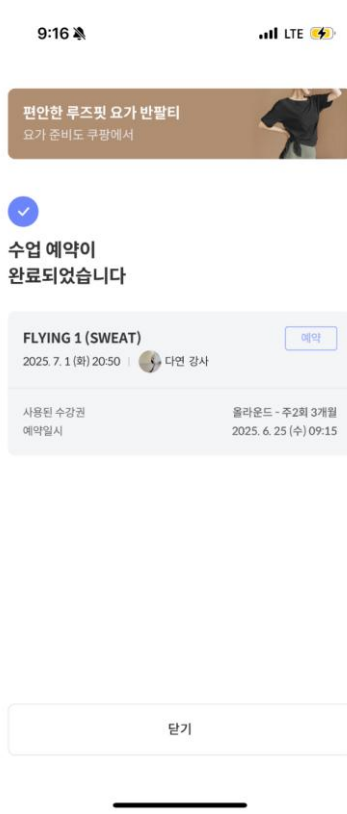 9:16
LTE
편안한 루즈핏 요가 반팔티
요가 준비도 쿠팡에서
수업 예약이
완료되었습니다
FLYING 1 (SWEAT)
예약
2025. 7. 1 (화) 20:50 | 다연 강사
사용된 수강권 올라운드 - 주2회 3개월
예약일시 2025. 6. 25 (수) 09:15
닫기